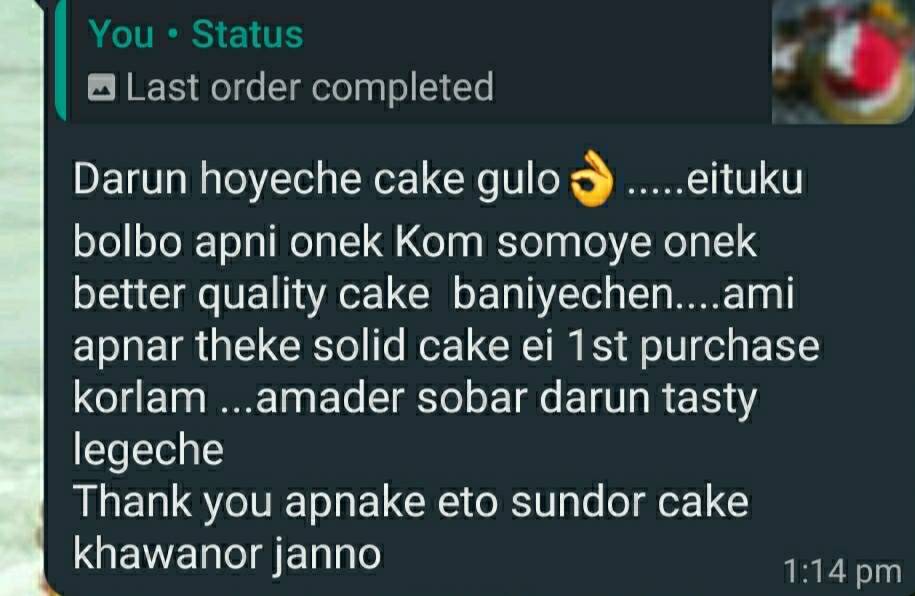 You • Status
Last order completed
Darun hoyeche cake gulo👌.....eituku
bolbo apni onek Kom somoye onek
better quality cake  baniyechen....ami
apnar theke solid cake ei 1st purchase
korlam ...amader sobar darun tasty
legeche
Thank you apnake eto sundor cake
khawanor janno
1:14 pm